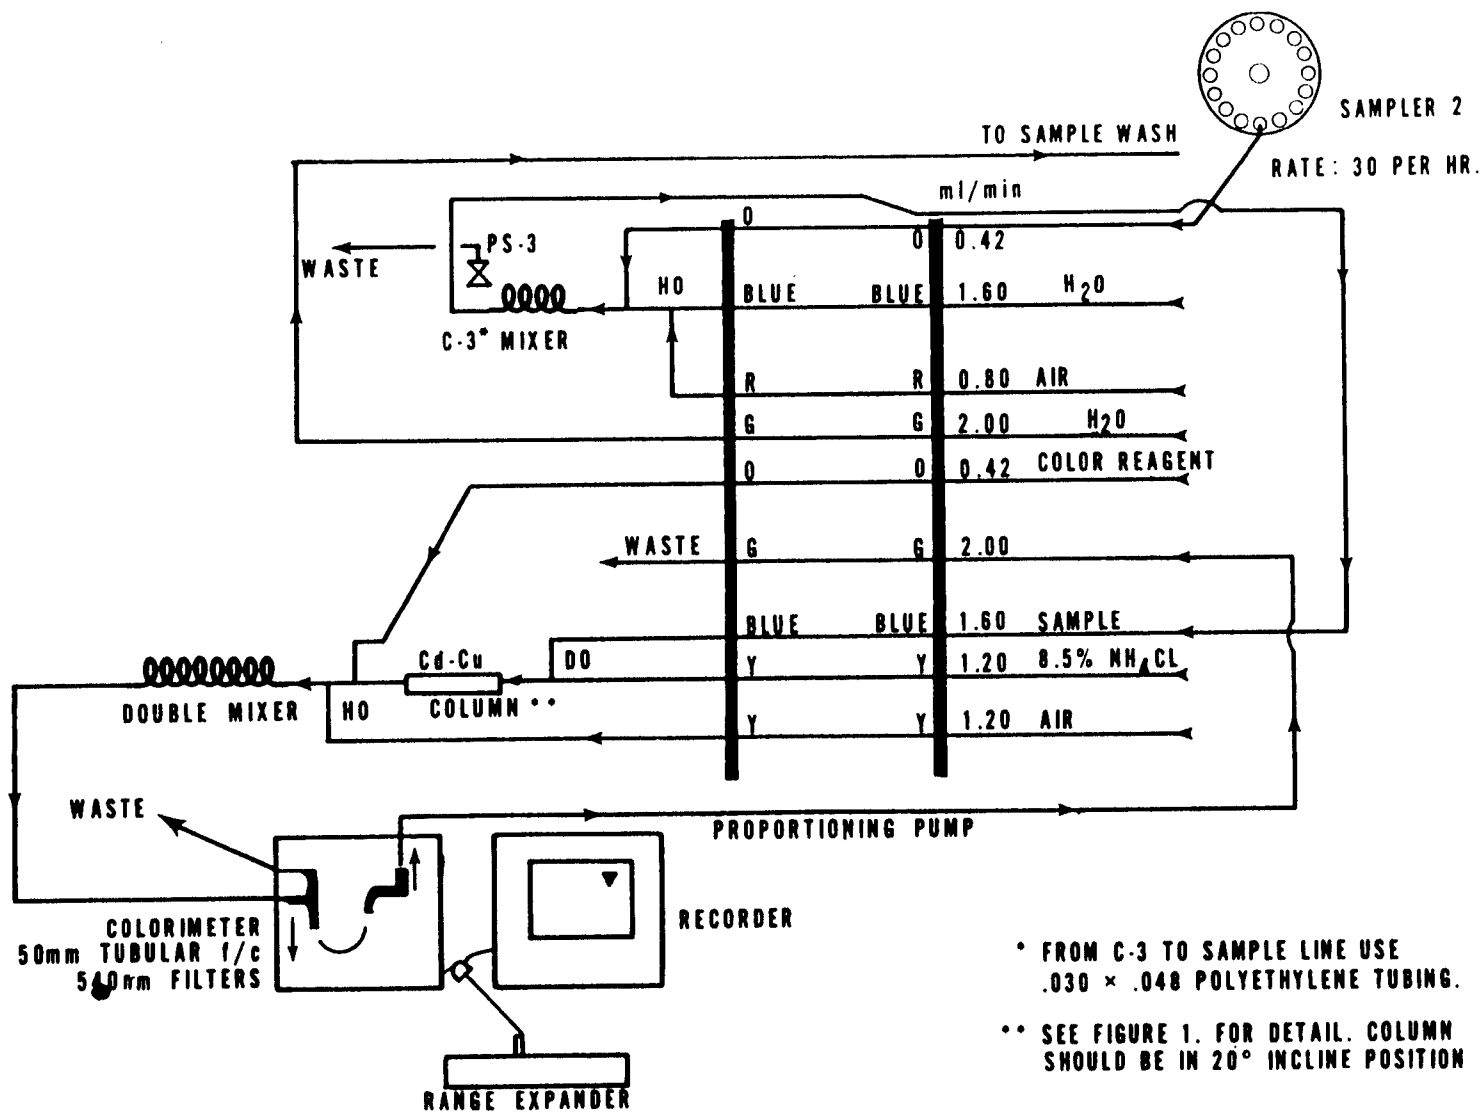 SAMPLER 2
TO SAMPLE WASH
RATE: 30 PER HR.
ml/min
O
O 0.42
PS-3
WASTE
HO
BLUE BLUE 1.60 H2O
C-3* MIXER
R R 0.80 AIR
G G 2.00 H2O
O O 0.42 COLOR REAGENT
WASTE G G 2.00
BLUE BLUE 1.60 SAMPLE
Cd-Cu DO Y Y 1.20 8.5% NH4CL
COLUMN **
DOUBLE MIXER HO
Y Y 1.20 AIR
WASTE
PROPORTIONING PUMP
RECORDER
COLORIMETER
50mm TUBULAR f/c
540nm FILTERS
* FROM C-3 TO SAMPLE LINE USE
.030 × .048 POLYETHYLENE TUBING.
** SEE FIGURE 1. FOR DETAIL. COLUMN
SHOULD BE IN 20° INCLINE POSITION
RANGE EXPANDER